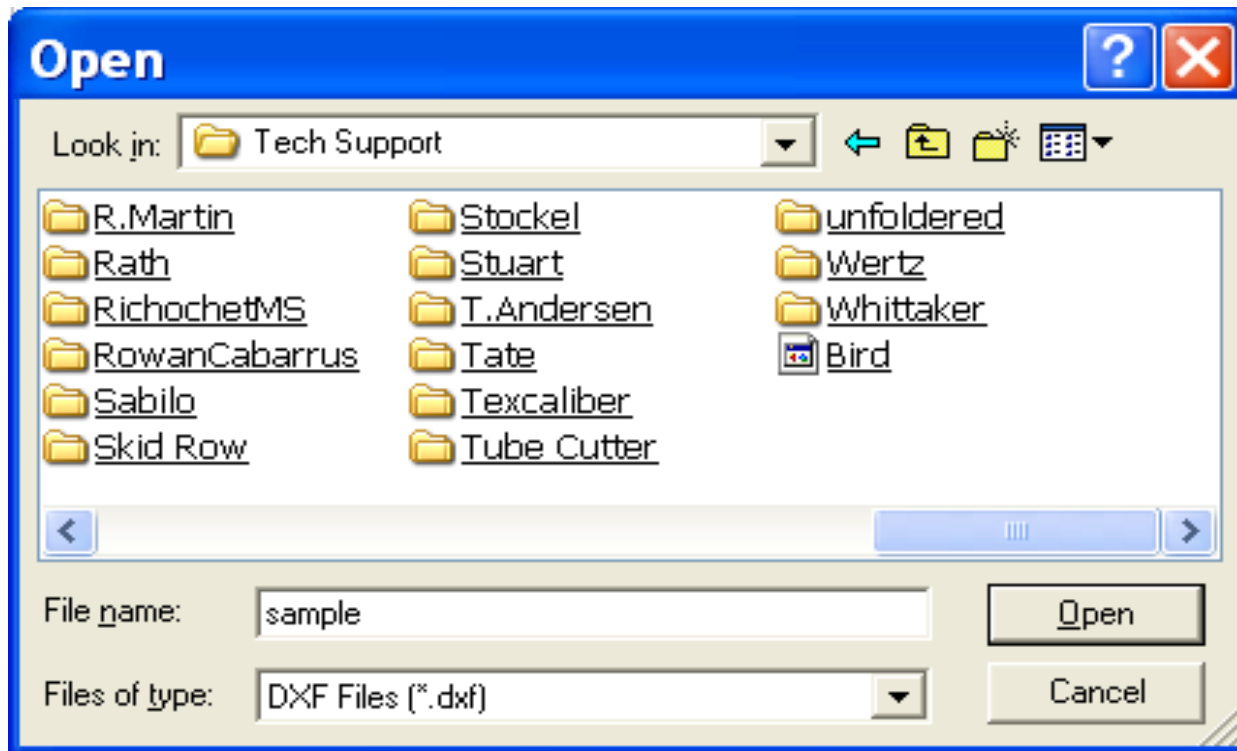 Open
Look in: Tech Support
R.Martin Stockel unfoldered
Rath Stuart Wertz
RichochetMS T.Andersen Whittaker
RowanCabarrus Tate Bird
Sabilo Texcaliber
Skid Row Tube Cutter
File name: sample Open
Files of type: DXF Files (*.dxf) Cancel